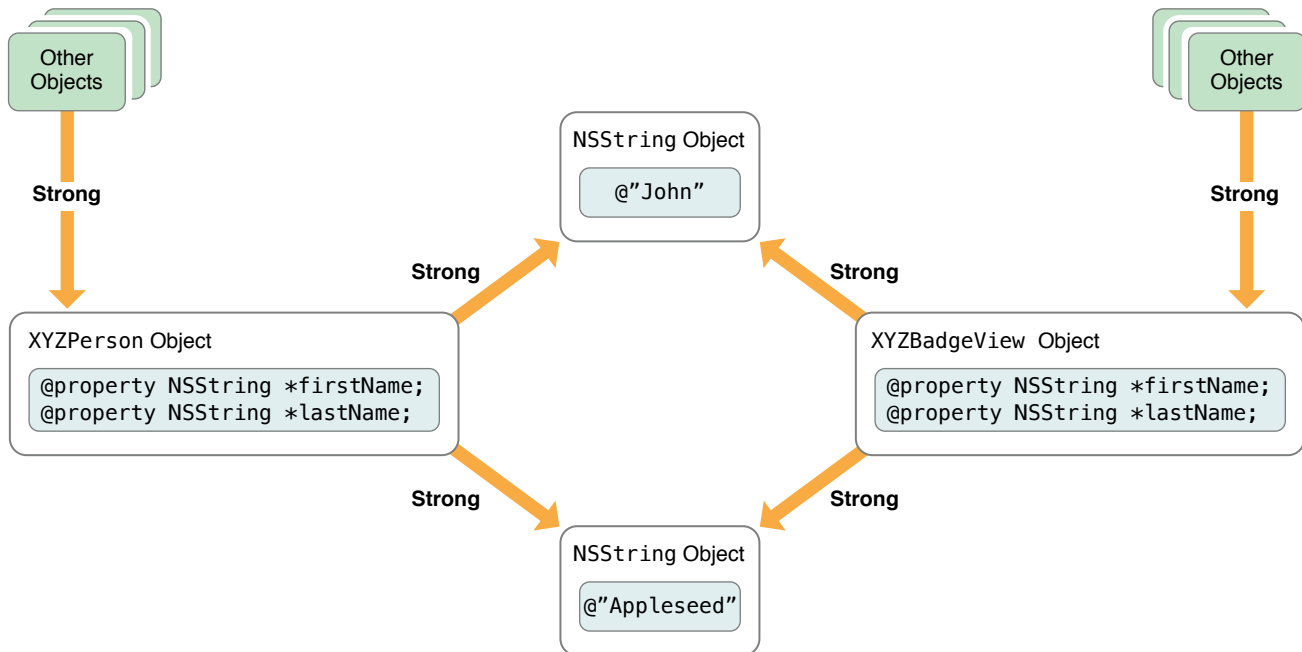 Other
Objects
Other
Objects
NSString Object
@”John”
Strong
Strong
Strong
Strong
XYZPerson Object
@property NSString *firstName;
@property NSString *lastName;
XYZBadgeView Object
@property NSString *firstName;
@property NSString *lastName;
Strong
Strong
NSString Object
@”Appleseed”